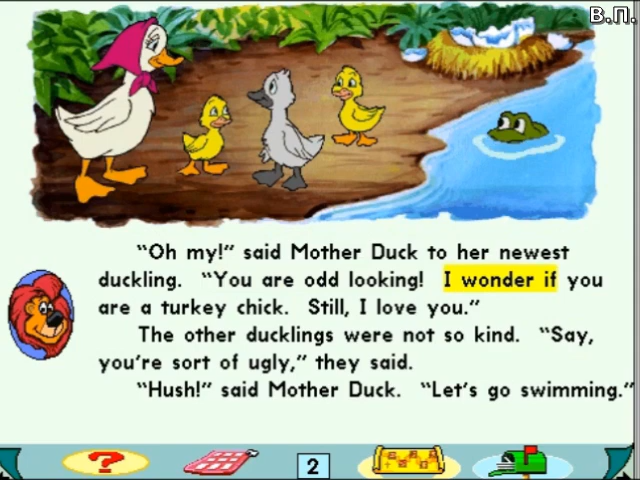 В.П.
“Oh my!” said Mother Duck to her newest
duckling. “You are odd looking! I wonder if you
are a turkey chick. Still, I love you.”
The other ducklings were not so kind. “Say,
you’re sort of ugly,” they said.
“Hush!” said Mother Duck. “Let’s go swimming.”
?
2